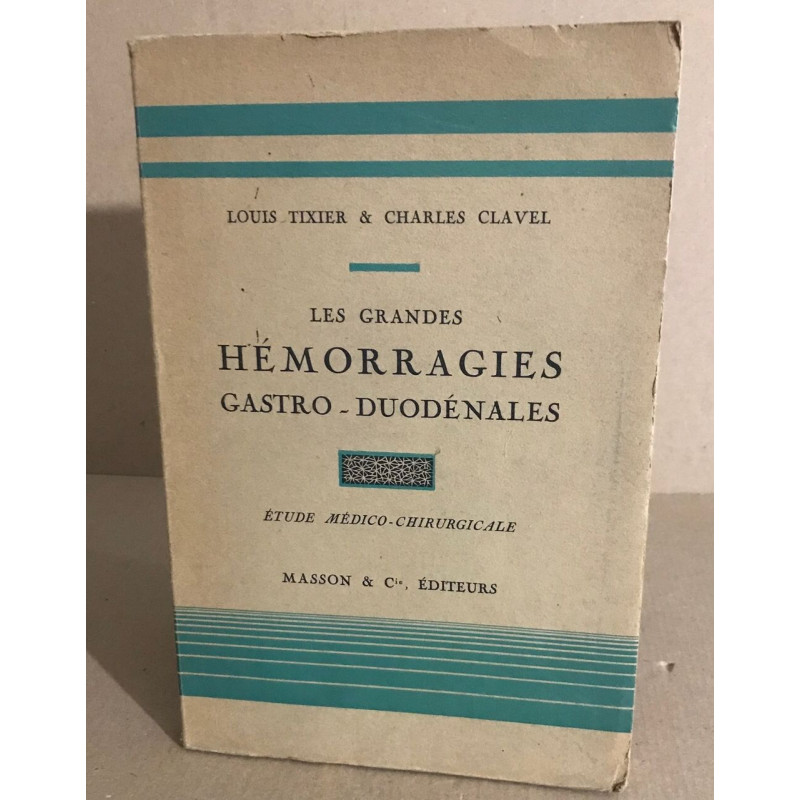 LOUIS TIXIER & CHARLES CLAVEL
LES GRANDES
HÉMORRAGIES
GASTRO-DUODÉNALES
ÉTUDE MÉDICO-CHIRURGICALE
MASSON & Cie, ÉDITEURS